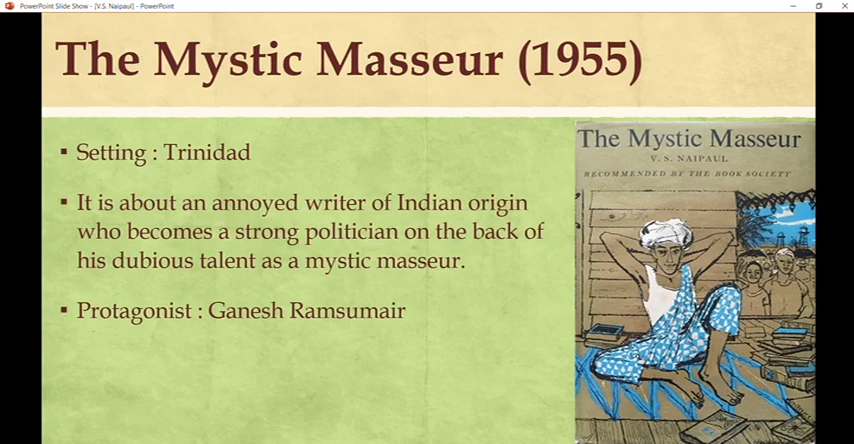 PowerPoint Slide Show - [V.S. Naipaul] - PowerPoint
The Mystic Masseur (1955)
▪ Setting : Trinidad
▪ It is about an annoyed writer of Indian origin
who becomes a strong politician on the back of
his dubious talent as a mystic masseur.
▪ Protagonist : Ganesh Ramsumair
The Mystic Masseur
V. S. NAIPAUL
RECOMMENDED BY THE BOOK SOCIETY